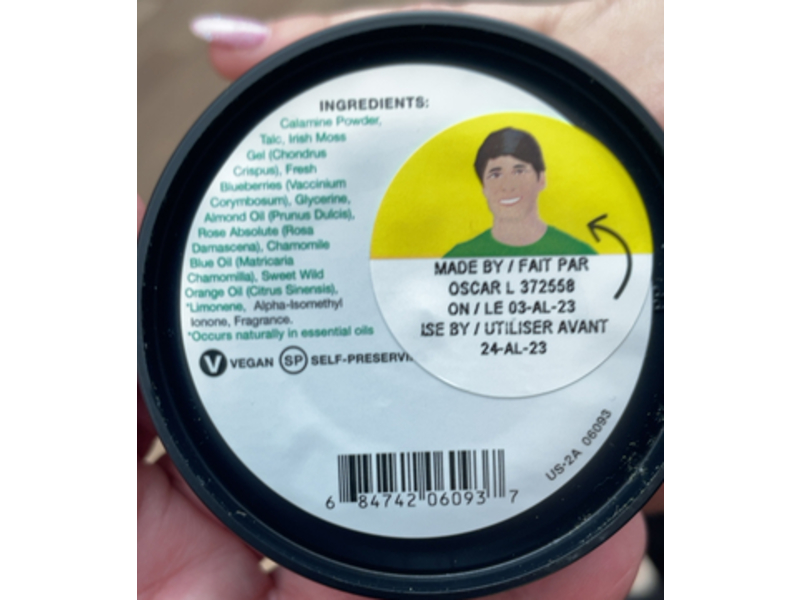 INGREDIENTS:
Calamine Powder,
Talc, Irish Moss
Gel (Chondrus
Crispus), Fresh
Blueberries (Vaccinium
Corymbosum), Glycerine,
Almond Oil (Prunus Dulcis),
Rose Absolute (Rosa
Damascena), Chamomile
Blue Oil (Matricaria
Chamomilla), Sweet Wild
Orange Oil (Citrus Sinensis),
*Limonene, Alpha-Isomethyl
Ionone, Fragrance.
*Occurs naturally in essential oils
V VEGAN SP SELF-PRESERVI
MADE BY / FAIT PAR
OSCAR L 372558
ON / LE 03-AL-23
ISE BY / UTILISER AVANT
24-AL-23
US-2A 06093
6 84742 06093 7